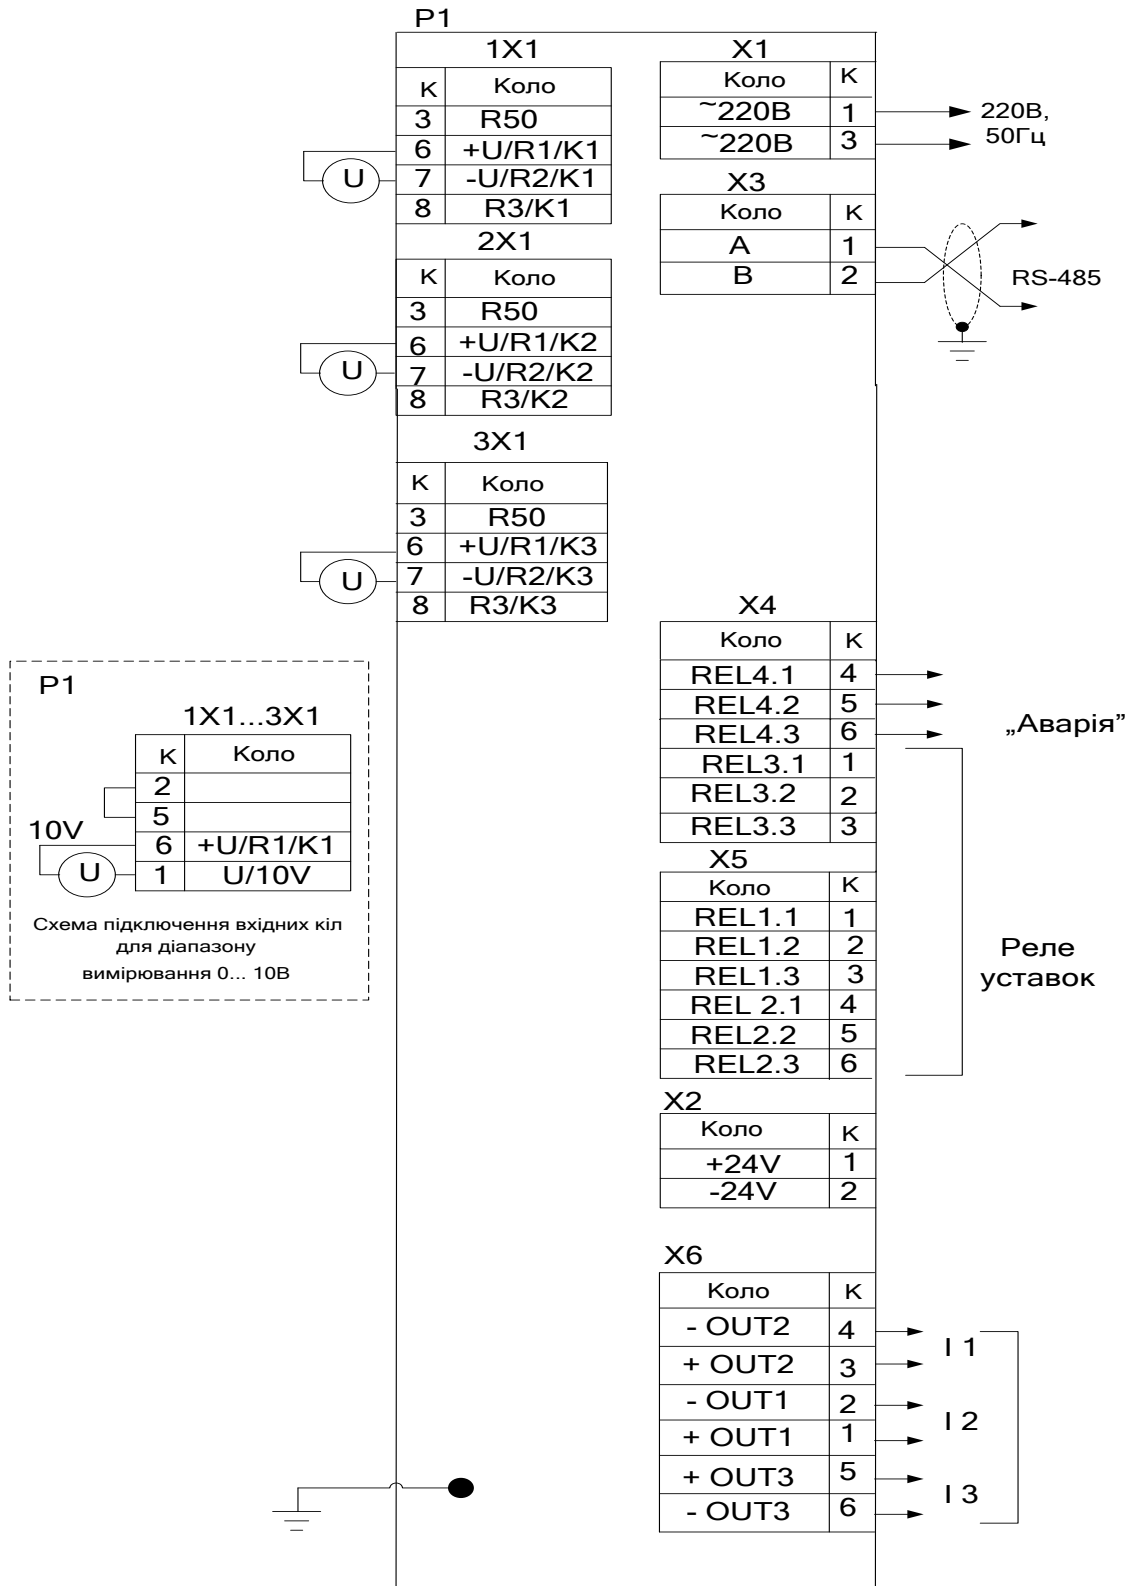 P1
1X1
К Коло
3 R50
6 +U/R1/K1
7 -U/R2/K1
8 R3/K1
U
2X1
К Коло
3 R50
6 +U/R1/K2
7 -U/R2/K2
8 R3/K2
U
3X1
К Коло
3 R50
6 +U/R1/K3
7 -U/R2/K3
8 R3/K3
U
P1
1X1...3X1
К Коло
2
5
6 +U/R1/K1
1 U/10V
10V
U
Схема підключення вхідних кіл
для діапазону
вимірювання 0... 10В
X1
Коло К
~220В 1
~220В 3
220В,
50Гц
X3
Коло К
A 1
B 2
RS-485
X4
Коло К
REL4.1 4
REL4.2 5
REL4.3 6
REL3.1 1
REL3.2 2
REL3.3 3
„Аварія”
X5
Коло К
REL1.1 1
REL1.2 2
REL1.3 3
REL 2.1 4
REL2.2 5
REL2.3 6
Реле
уставок
X2
Коло К
+24V 1
-24V 2
X6
Коло К
- OUT2 4
+ OUT2 3
- OUT1 2
+ OUT1 1
+ OUT3 5
- OUT3 6
I 1
I 2
I 3